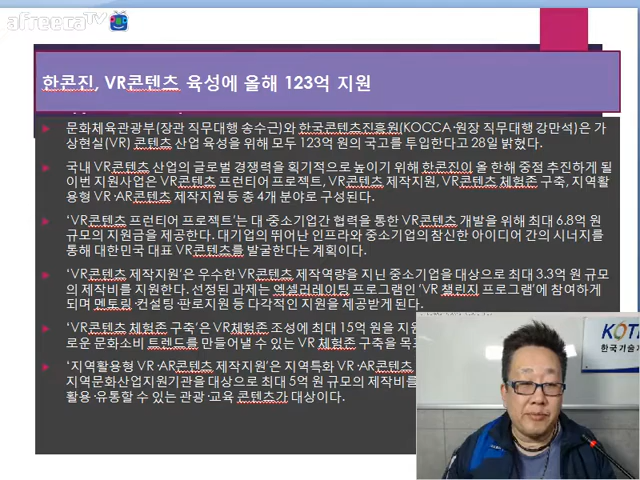 afreecaTV
한콘진, VR콘텐츠 육성에 올해 123억 지원
문화체육관광부(장관 직무대행 송수근)와 한국콘텐츠진흥원(KOCCA·원장 직무대행 강만석)은 가
상현실(VR) 콘텐츠 산업 육성을 위해 모두 123억 원의 국고를 투입한다고 28일 밝혔다.
국내 VR콘텐츠 산업의 글로벌 경쟁력을 획기적으로 높이기 위해 한콘진이 올 한해 중점 추진하게 될
이번 지원사업은 VR콘텐츠 프런티어 프로젝트, VR콘텐츠 제작지원, VR콘텐츠 체험존 구축, 지역활
용형 VR·AR콘텐츠 제작지원 등 총 4개 분야로 구성된다.
'VR콘텐츠 프런티어 프로젝트'는 대·중소기업간 협력을 통한 VR콘텐츠 개발을 위해 최대 6.8억 원
규모의 지원금을 제공한다. 대기업의 뛰어난 인프라와 중소기업의 참신한 아이디어 간의 시너지를
통해 대한민국 대표 VR콘텐츠를 발굴한다는 계획이다.
'VR콘텐츠 제작지원'은 우수한 VR콘텐츠 제작역량을 지닌 중소기업을 대상으로 최대 3.3억 원 규모
의 제작비를 지원한다. 선정된 과제는 엑셀러레이팅 프로그램인 'VR 챌린지 프로그램'에 참여하게
되며 멘토링·컨설팅·판로지원 등 다각적인 지원을 제공받게 된다.
'VR콘텐츠 체험존 구축'은 VR체험존 조성에 최대 15억 원을 지원
로운 문화소비 트렌드를 만들어낼 수 있는 VR 체험존 구축을 목
'지역활용형 VR·AR콘텐츠 제작지원'은 지역특화 VR·AR콘텐츠
지역문화산업지원기관을 대상으로 최대 5억 원 규모의 제작비를
활용·유통할 수 있는 관광·교육 콘텐츠가 대상이다.
KOT
한국기술